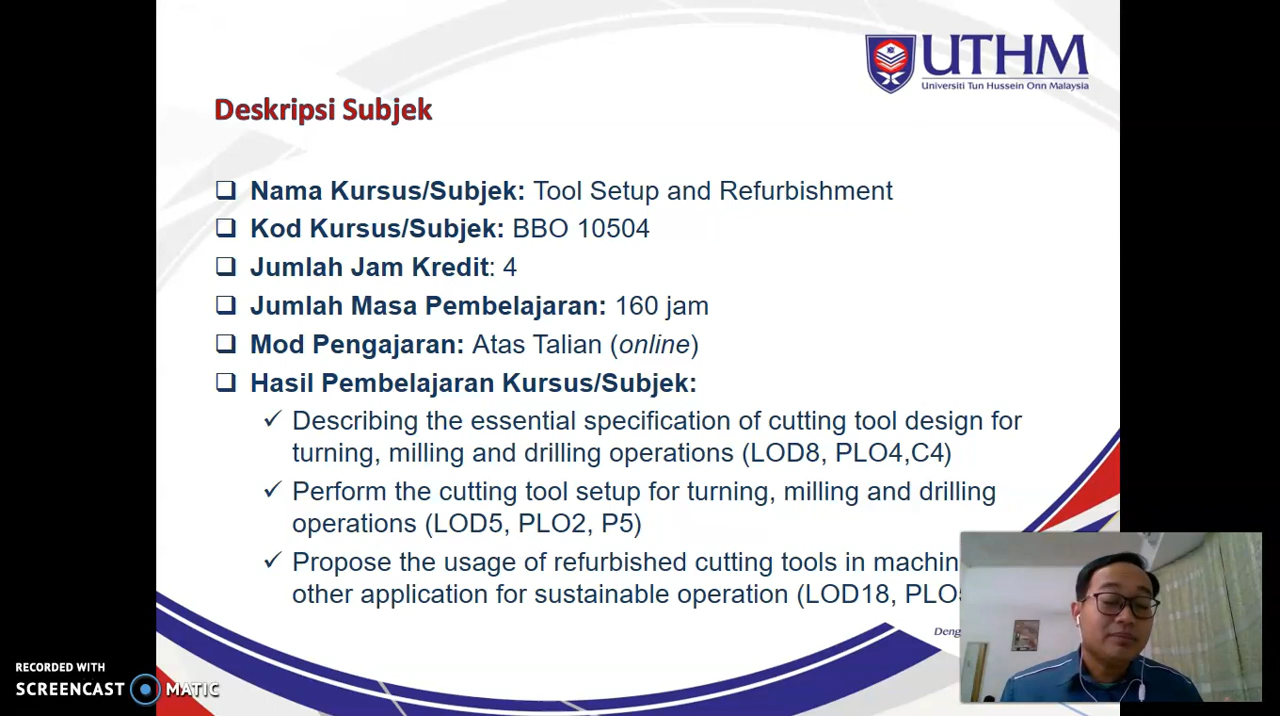 UTHM
Universiti Tun Hussein Onn Malaysia
Deskripsi Subjek
Nama Kursus/Subjek: Tool Setup and Refurbishment
Kod Kursus/Subjek: BBO 10504
Jumlah Jam Kredit: 4
Jumlah Masa Pembelajaran: 160 jam
Mod Pengajaran: Atas Talian (online)
Hasil Pembelajaran Kursus/Subjek:
Describing the essential specification of cutting tool design for
turning, milling and drilling operations (LOD8, PLO4,C4)
Perform the cutting tool setup for turning, milling and drilling
operations (LOD5, PLO2, P5)
Propose the usage of refurbished cutting tools in
other application for sustainable operation (LOD18,
RECORDED WITH
SCREENCAST MATIC